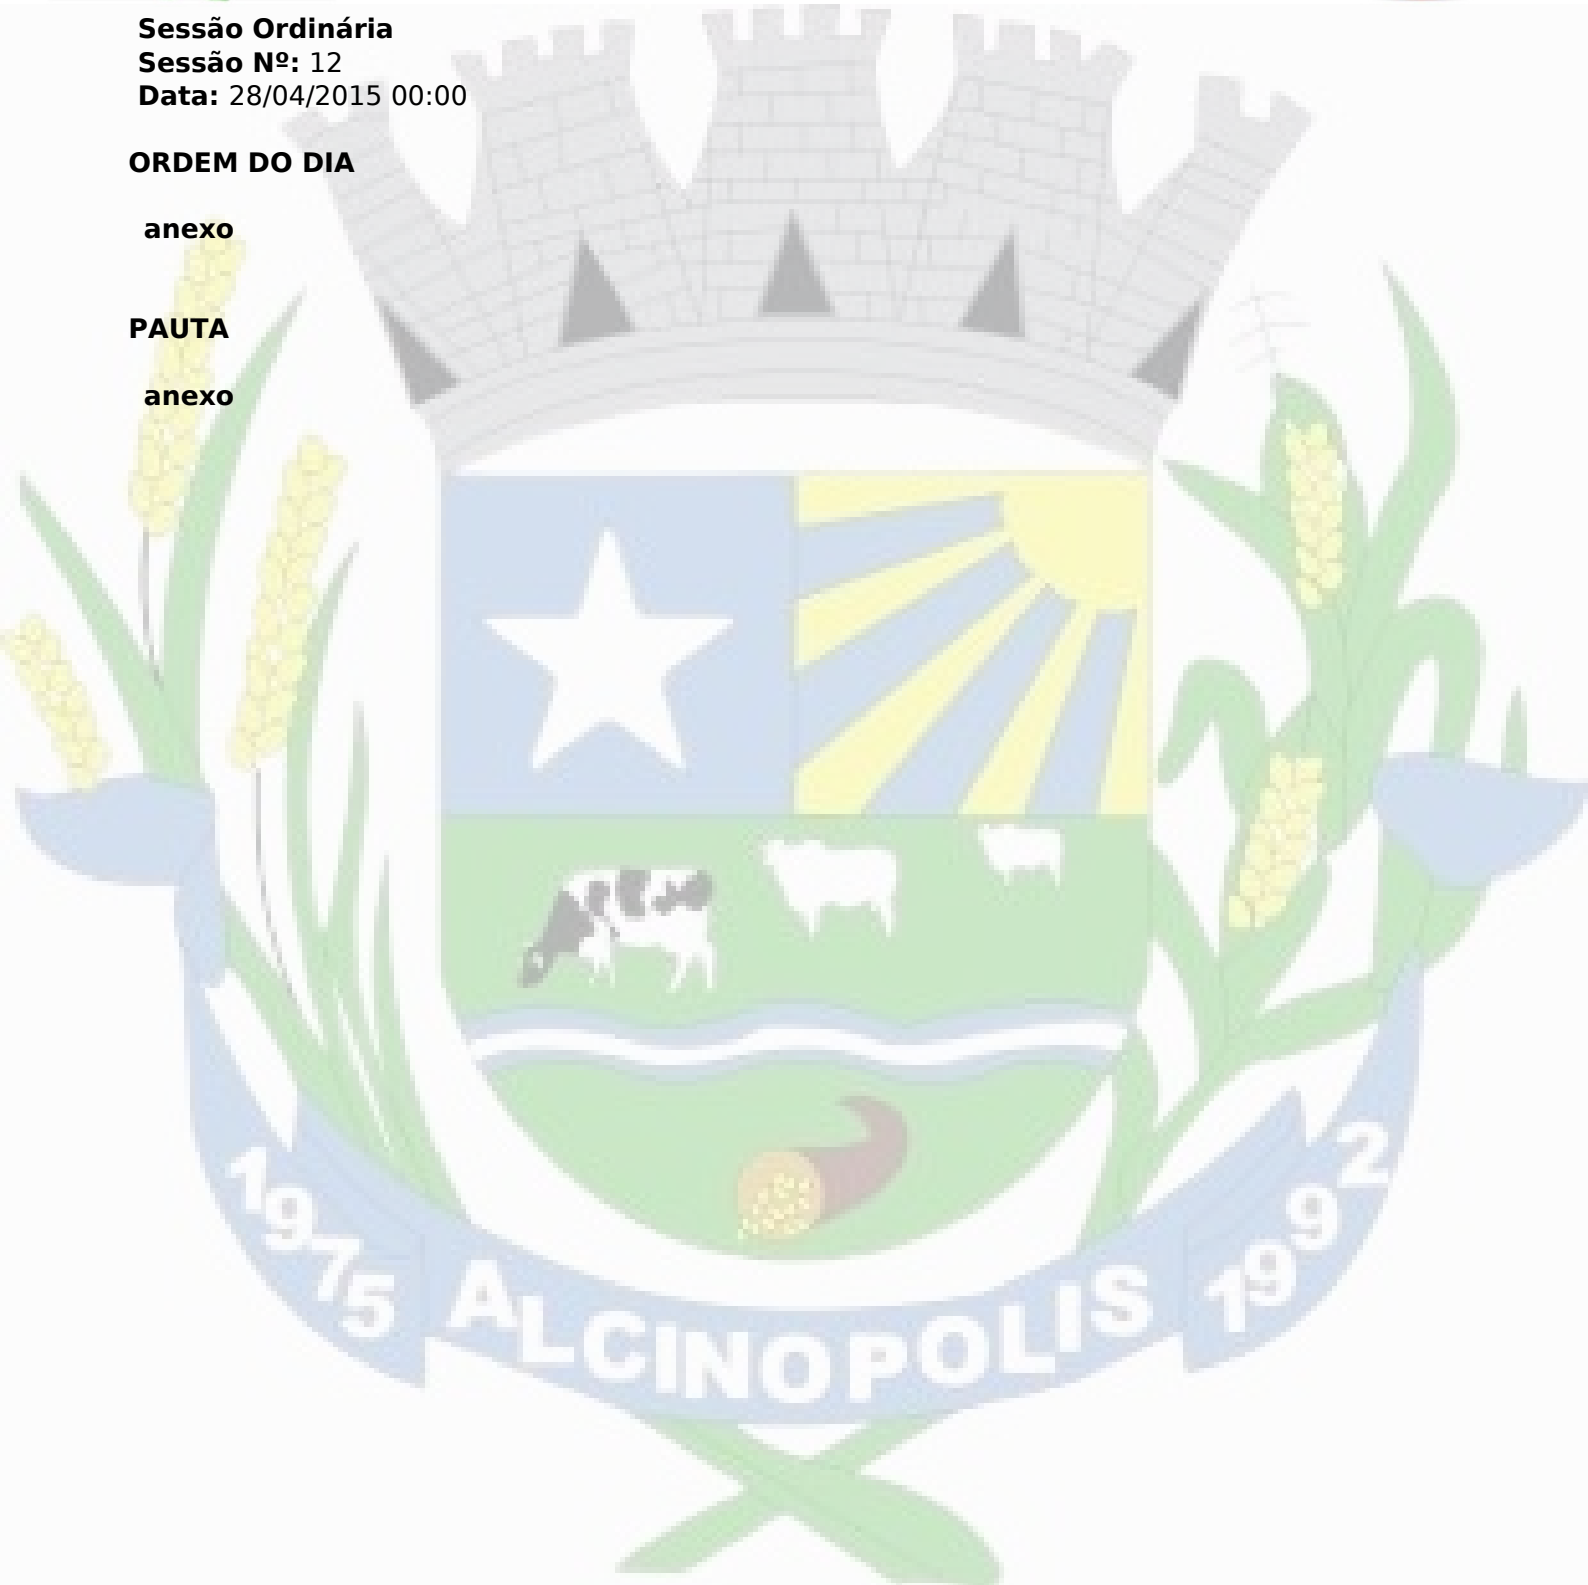 Sessão Ordinária
Sessão Nº: 12
Data: 28/04/2015 00:00
ORDEM DO DIA
anexo
PAUTA
anexo
1975 ALCINOPOLIS 1992